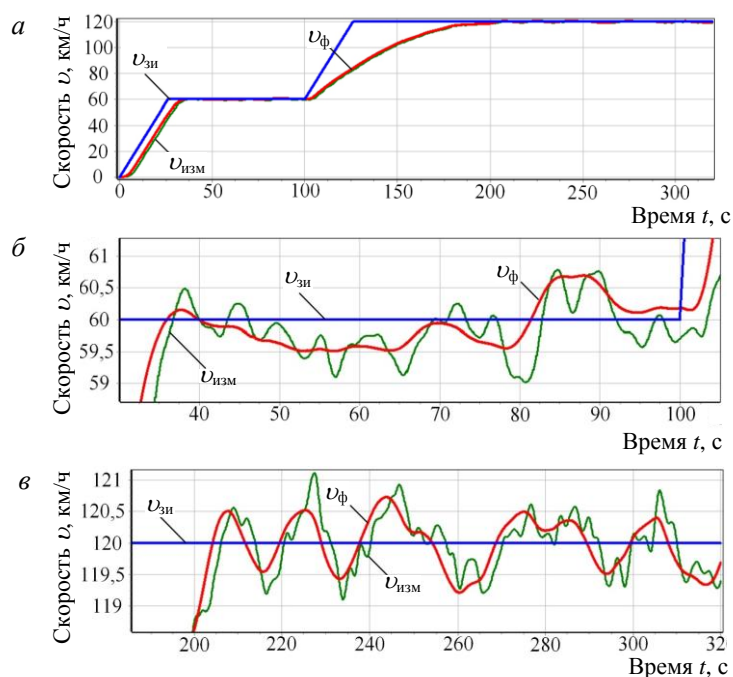 а
Скорость υ, км/ч
120
100
80
60
40
20
0
υзи
υф
υизм
0 50 100 150 200 250 300
Время t, с
б
Скорость υ, км/ч
61
60,5
60
59,5
59
υзи
υф
υизм
40 50 60 70 80 90 100
Время t, с
в
Скорость υ, км/ч
121
120,5
120
119,5
119
υзи
υф
υизм
200 220 240 260 280 300 320
Время t, с